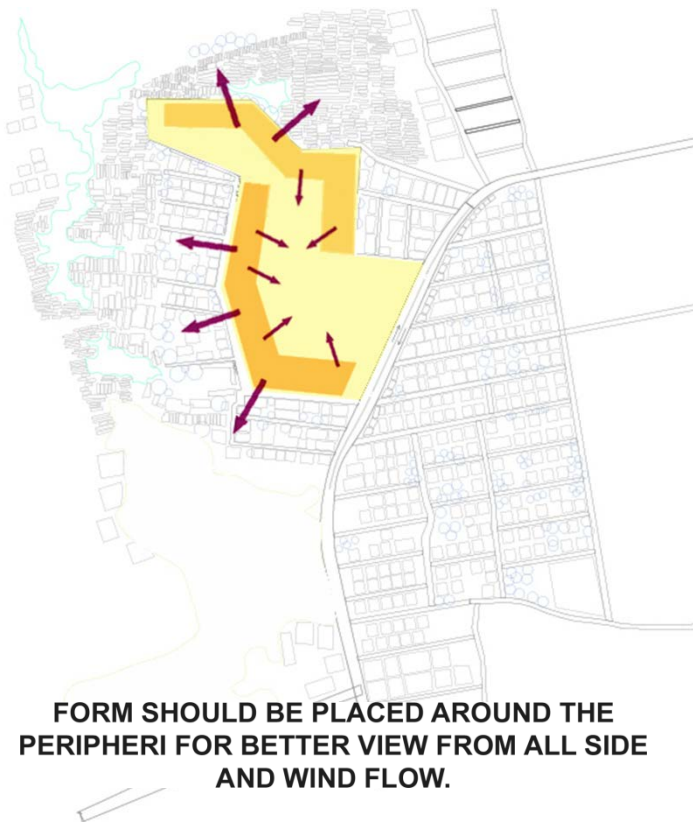 FORM SHOULD BE PLACED AROUND THE
PERIPHERI FOR BETTER VIEW FROM ALL SIDE
AND WIND FLOW.